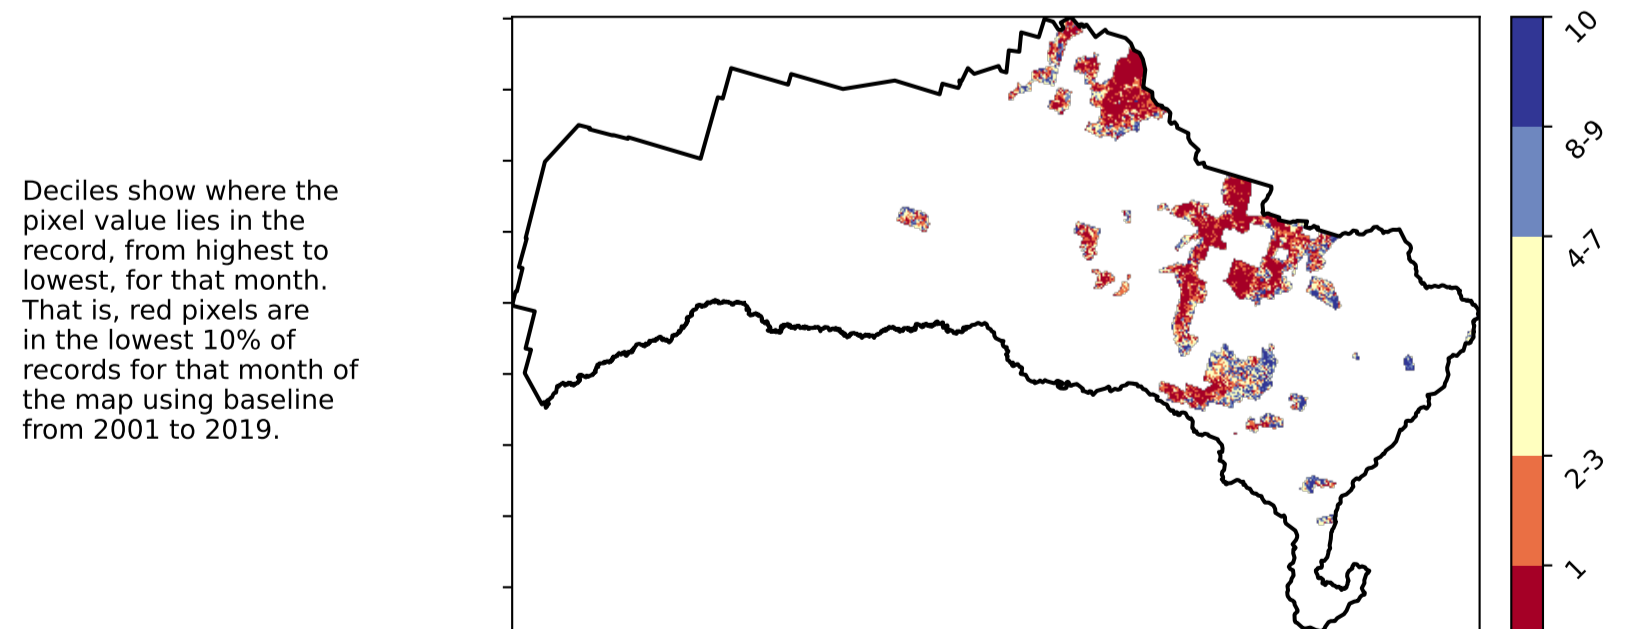 Deciles show where the
pixel value lies in the
record, from highest to
lowest, for that month.
That is, red pixels are
in the lowest 10% of
records for that month of
the map using baseline
from 2001 to 2019.
10
8-9
4-7
2-3
1